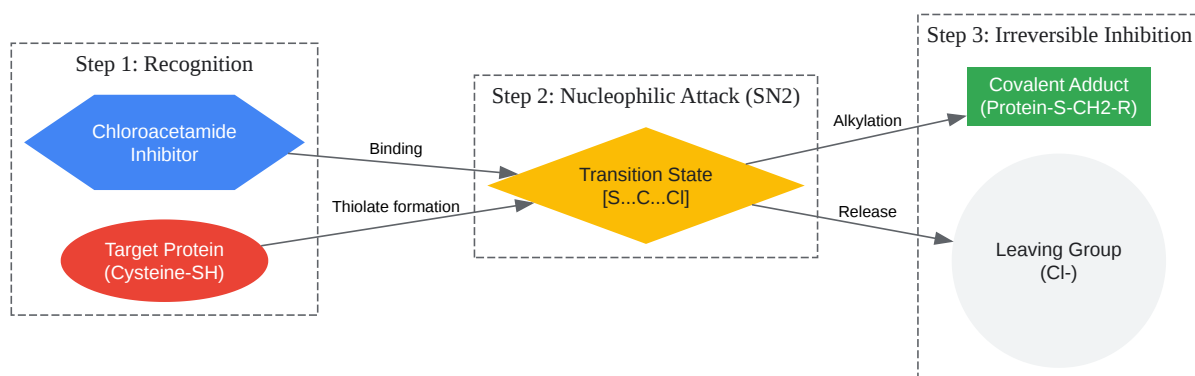 Step 1: Recognition
Chloroacetamide
Inhibitor
Target Protein
(Cysteine-SH)
Binding
Thiolate formation
Step 2: Nucleophilic Attack (SN2)
Transition State
[S...C...Cl]
Alkylation
Release
Step 3: Irreversible Inhibition
Covalent Adduct
(Protein-S-CH2-R)
Leaving Group
(Cl-)